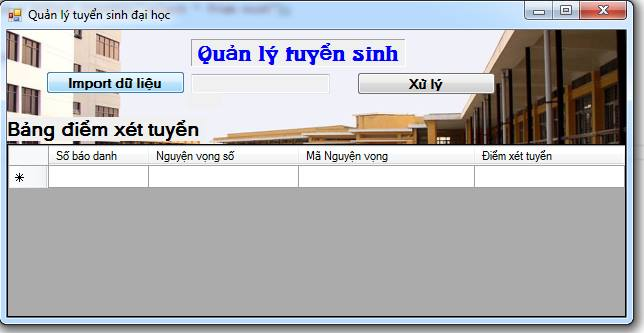 Quản lý tuyển sinh đại học
Quản lý tuyển sinh
Import dữ liệu
Xử lý
Bảng điểm xét tuyển
Số báo danh Nguyện vọng số Mã Nguyện vọng Điểm xét tuyển